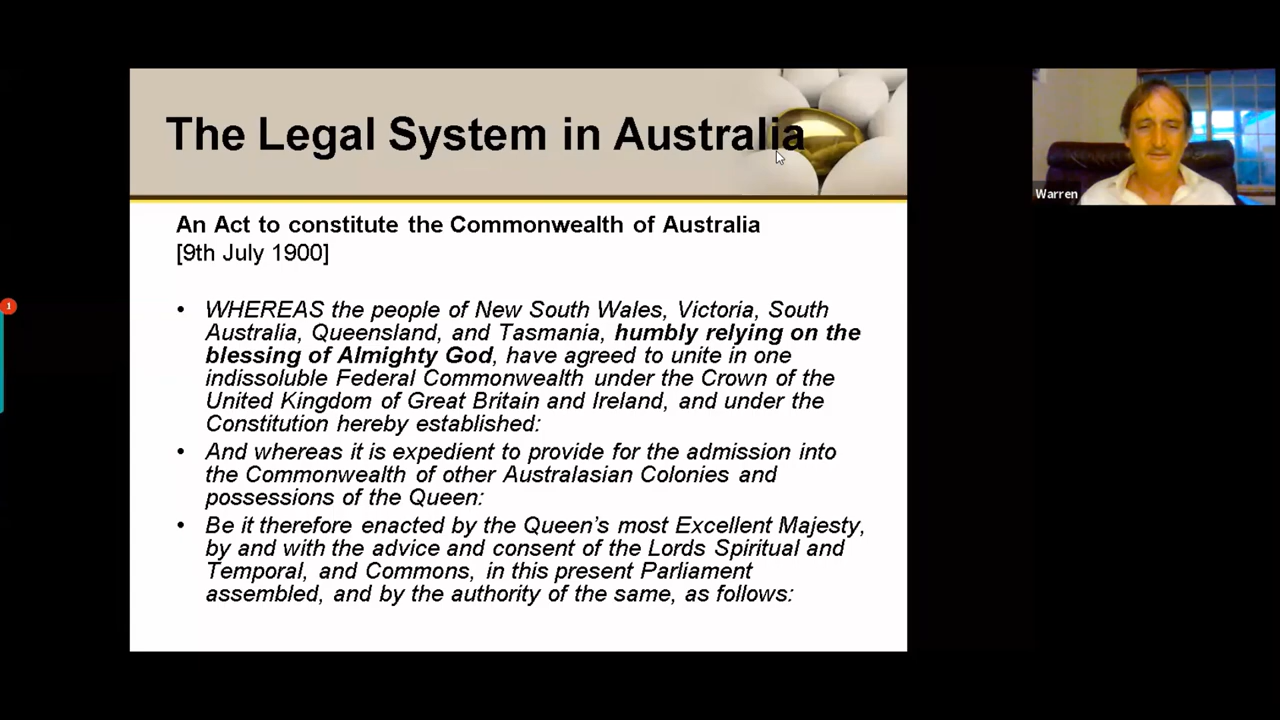 The Legal System in Australia
An Act to constitute the Commonwealth of Australia
[9th July 1900]
• WHEREAS the people of New South Wales, Victoria, South
Australia, Queensland, and Tasmania, humbly relying on the
blessing of Almighty God, have agreed to unite in one
indissoluble Federal Commonwealth under the Crown of the
United Kingdom of Great Britain and Ireland, and under the
Constitution hereby established:
• And whereas it is expedient to provide for the admission into
the Commonwealth of other Australasian Colonies and
possessions of the Queen:
• Be it therefore enacted by the Queen's most Excellent Majesty,
by and with the advice and consent of the Lords Spiritual and
Temporal, and Commons, in this present Parliament
assembled, and by the authority of the same, as follows:
Warren
1